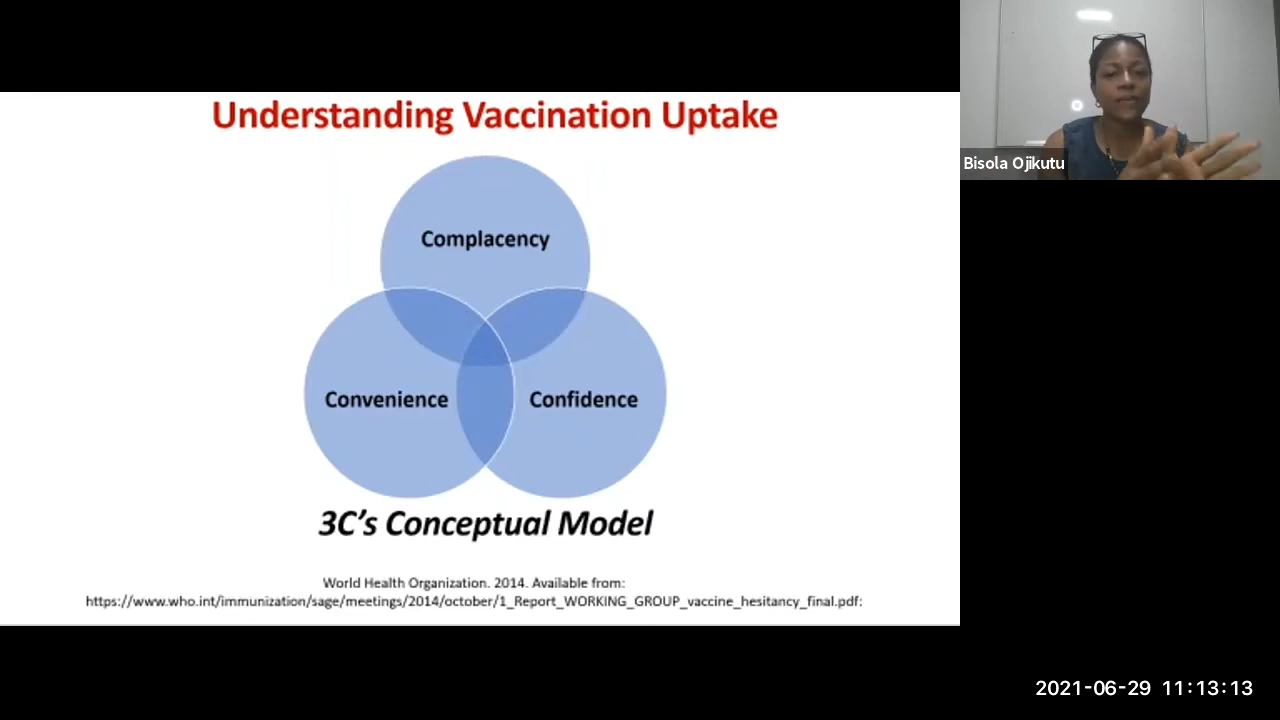 Understanding Vaccination Uptake
Complacency
Convenience
Confidence
3C's Conceptual Model
World Health Organization. 2014. Available from:
https://www.who.int/immunization/sage/meetings/2014/october/1_Report_WORKING_GROUP_vaccine_hesitancy_final.pdf:
Bisola Ojikutu
2021-06-29 11:13:13